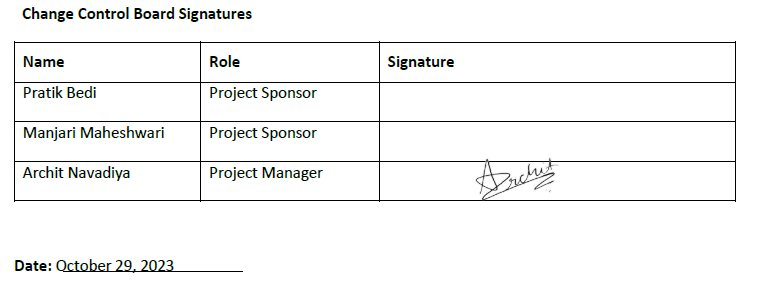 Change Control Board Signatures
Name Role Signature
Pratik Bedi Project Sponsor
Manjari Maheshwari Project Sponsor
Archit Navadiya Project Manager Archit
Date: October 29, 2023